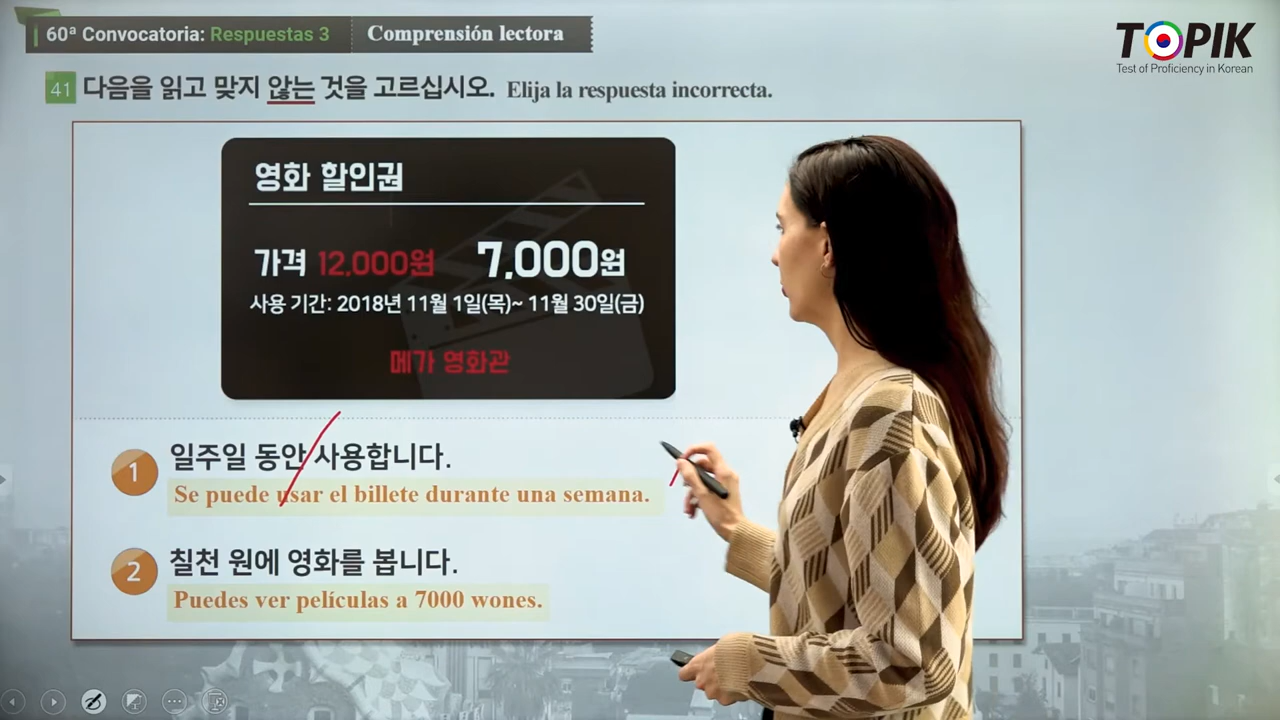 60ª Convocatoria: Respuestas 3 Comprensión lectora
TOPIK
Test of Proficiency in Korean
41 다음을 읽고 맞지 않는 것을 고르십시오. Elija la respuesta incorrecta.
영화 할인권
가격 12,000원 7,000원
사용 기간: 2018년 11월 1일(목)~ 11월 30일(금)
메가 영화관
1 일주일 동안 사용합니다.
Se puede usar el billete durante una semana.
2 칠천 원에 영화를 봅니다.
Puedes ver películas a 7000 wones.